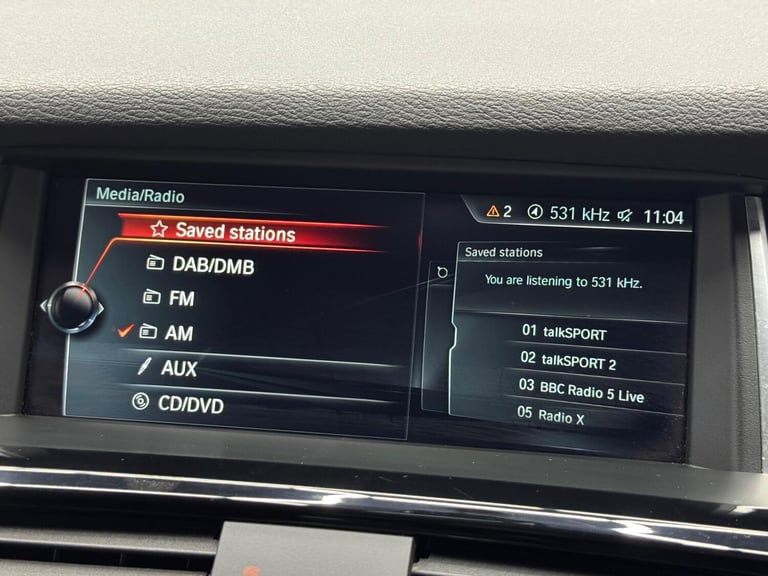 Media/Radio
Saved stations
DAB/DMB
FM
AM
AUX
CD/DVD
2 531 kHz 11:04
Saved stations
You are listening to 531 kHz.
01 talkSPORT
02 talkSPORT 2
03 BBC Radio 5 Live
05 Radio X